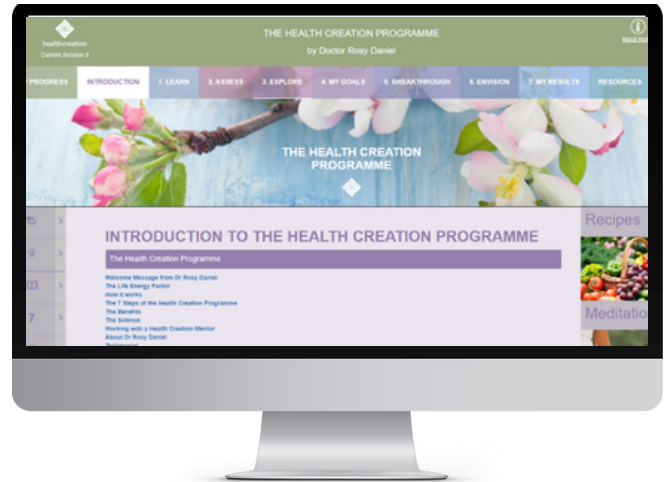 THE HEALTH CREATION PROGRAMME
by Doctor Rosy Daniel
healthcreation
Current Session 5
Need Help
PROGRESS
INTRODUCTION
1. LEARN
2. ASSESS
3. EXPLORE
4. MY GOALS
5. BREAKTHROUGH
6. ENVISION
7. MY RESULTS
RESOURCES
THE HEALTH CREATION
PROGRAMME
7
INTRODUCTION TO THE HEALTH CREATION PROGRAMME
The Health Creation Programme
Welcome Message from Dr Rosy Daniel
The Life Energy Factor
How it works
The 7 Steps of the Health Creation Programme
The Benefits
The Science
Working with a Health Creation Mentor
About Dr Rosy Daniel
Recipes
Meditatio